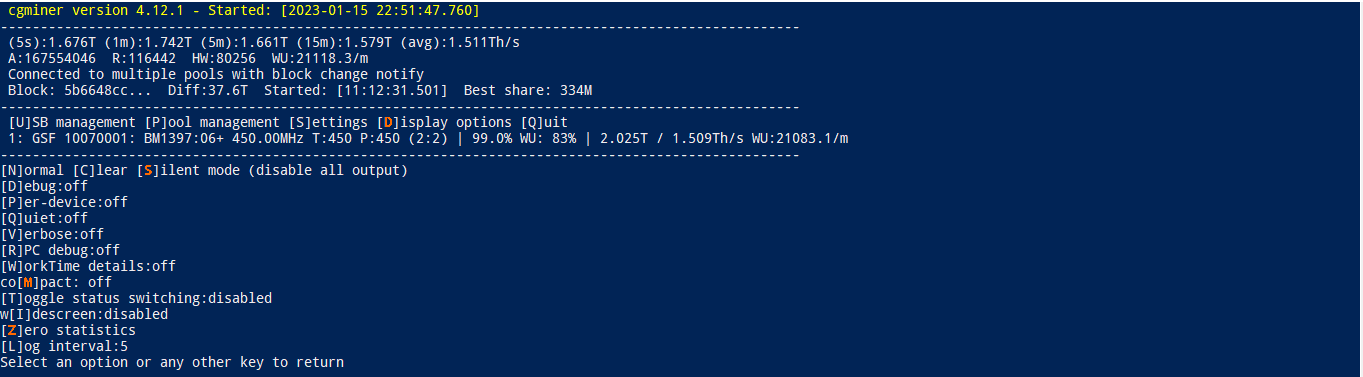 cgminer version 4.12.1 - Started: [2023-01-15 22:51:47.760]
--------------------------------------------------------------------------------
(5s):1.676T (1m):1.742T (5m):1.661T (15m):1.579T (avg):1.511Th/s
A:167554046  R:116442  HW:80256  WU:21118.3/m
Connected to multiple pools with block change notify
Block: 5b6648cc...  Diff:37.6T  Started: [11:12:31.501]  Best share: 334M
--------------------------------------------------------------------------------
[U]SB management [P]ool management [S]ettings [D]isplay options [Q]uit
1: GSF 10070001: BM1397:06+ 450.00MHz T:450 P:450 (2:2) | 99.0% WU: 83% | 2.025T / 1.509Th/s WU:21083.1/m
--------------------------------------------------------------------------------
[N]ormal [C]lear [S]ilent mode (disable all output)
[D]ebug:off
[P]er-device:off
[Q]uiet:off
[V]erbose:off
[R]PC debug:off
[W]orkTime details:off
co[M]pact: off
[T]oggle status switching:disabled
w[I]descreen:disabled
[Z]ero statistics
[L]og interval:5
Select an option or any other key to return